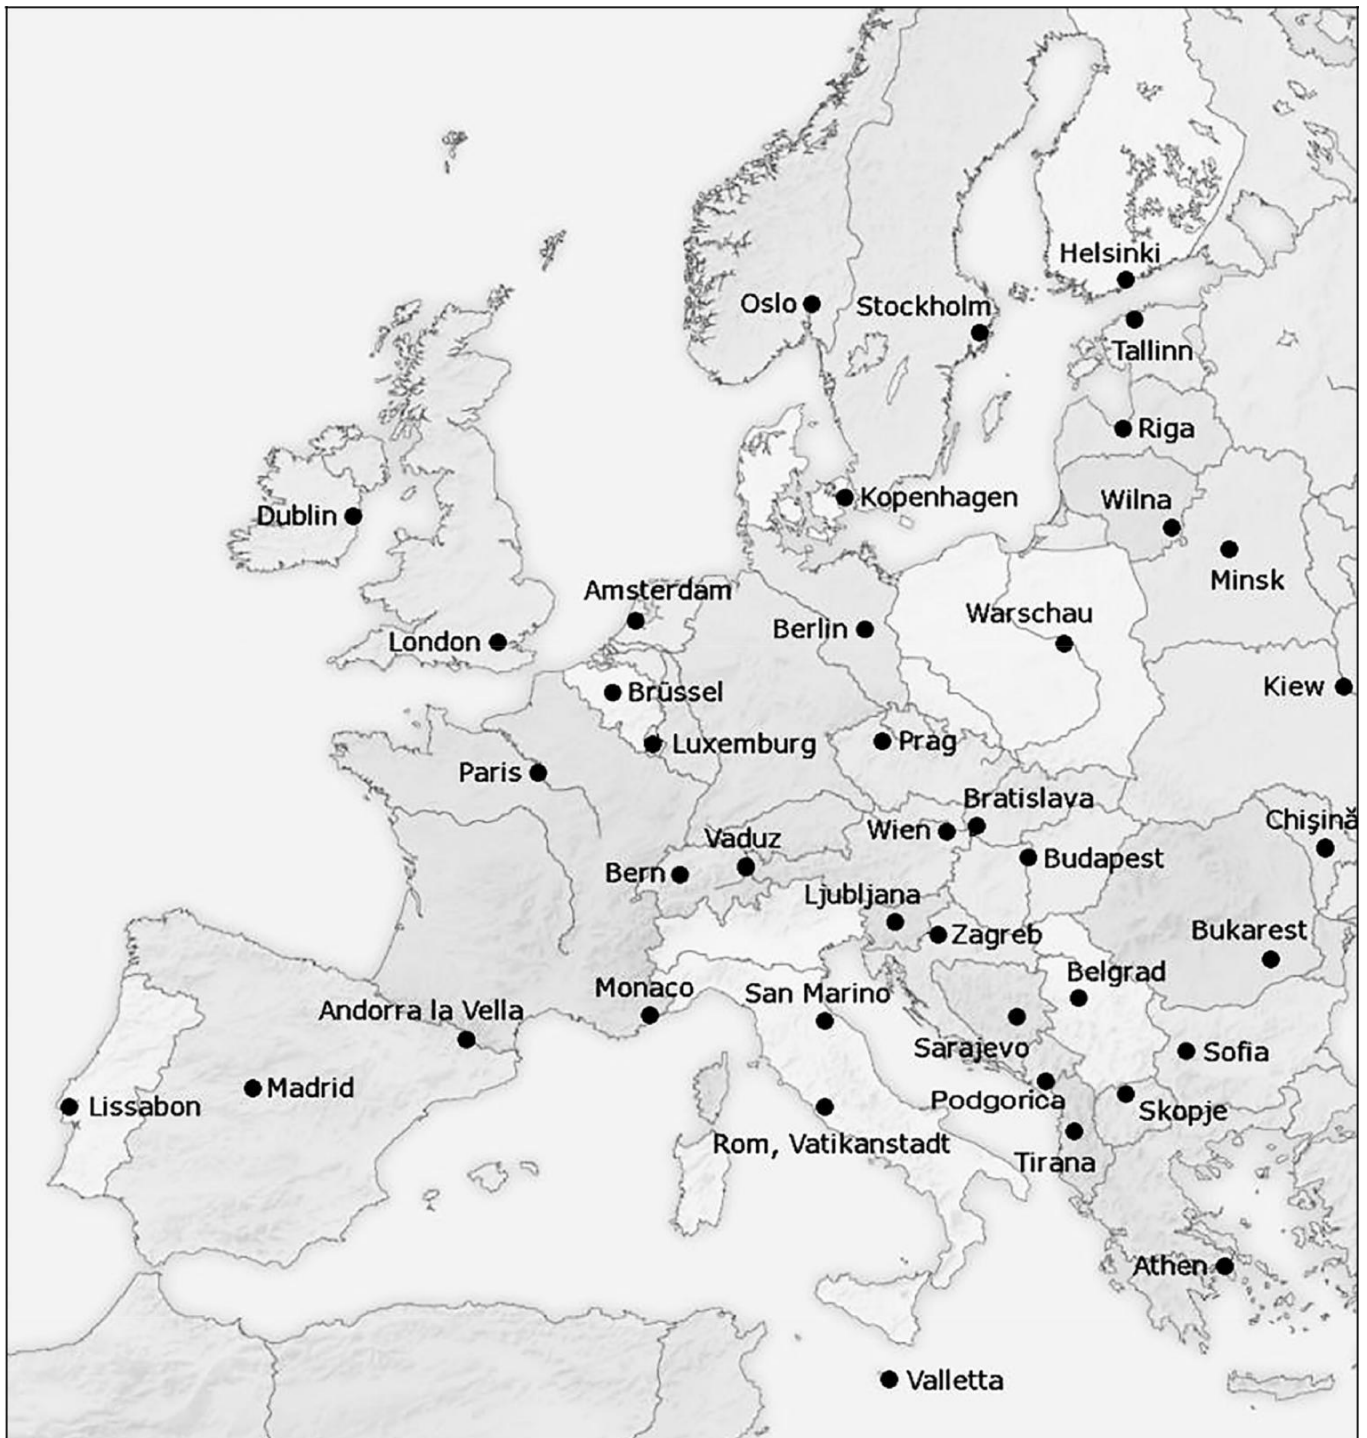 Helsinki
Oslo
Stockholm
Tallinn
Riga
Kopenhagen
Wilna
Dublin
Minsk
Amsterdam
Warschau
Berlin
London
Kiew
Brüssel
Prag
Luxemburg
Paris
Bratislava
Chişină
Wien
Vaduz
Budapest
Bern
Ljubljana
Bukarest
Zagreb
Belgrad
Monaco
San Marino
Andorra la Vella
Sarajevo
Sofia
Madrid
Podgorica
Lissabon
Skopje
Rom, Vatikanstadt
Tirana
Athen
Valletta